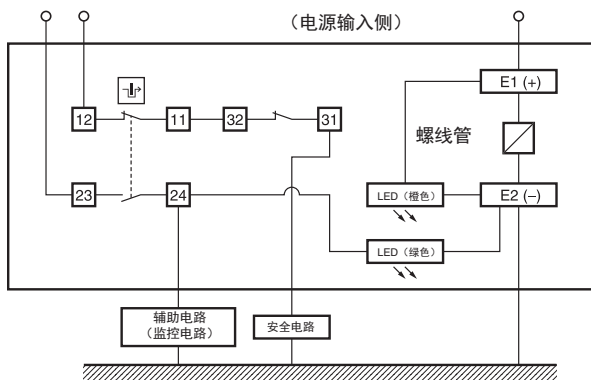 （电源输入侧）
E1 (+)
12
11
32
31
螺线管
23
24
LED（橙色）
E2 (–)
LED（绿色）
辅助电路
（监控电路）
安全电路